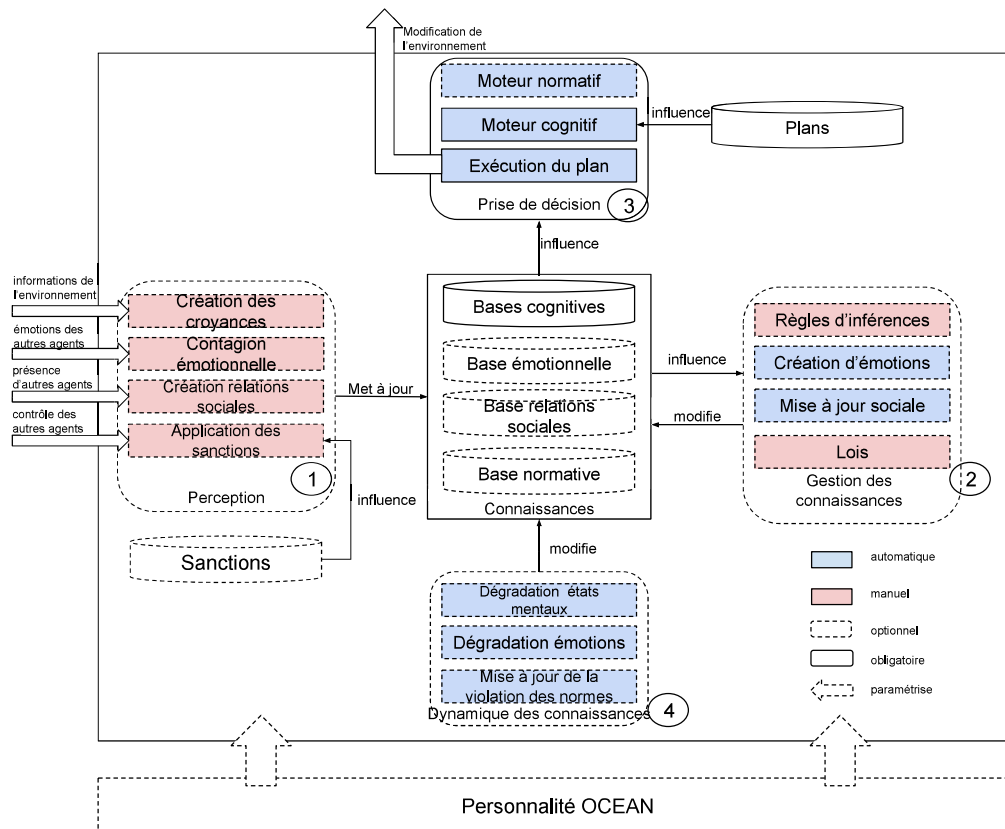 Modification de
l'environnement
Moteur normatif
Moteur cognitif
influence
Plans
Exécution du plan
Prise de décision
3
influence
informations de
l'environnement
Création des
croyances
émotions des
autres agents
Contagion
émotionnelle
présence
d'autres agents
Création relations
sociales
contrôle des
autres agents
Application des
sanctions
1
Perception
Met à jour
influence
Sanctions
Bases cognitives
Base émotionnelle
Base relations
sociales
Base normative
Connaissances
influence
modifie
Règles d'inférences
Création d'émotions
Mise à jour sociale
Lois
Gestion des
connaissances
2
modifie
Dégradation états
mentaux
Dégradation émotions
Mise à jour de la
violation des normes
Dynamique des connaissances
4
automatique
manuel
optionnel
obligatoire
paramétrise
Personnalité OCEAN